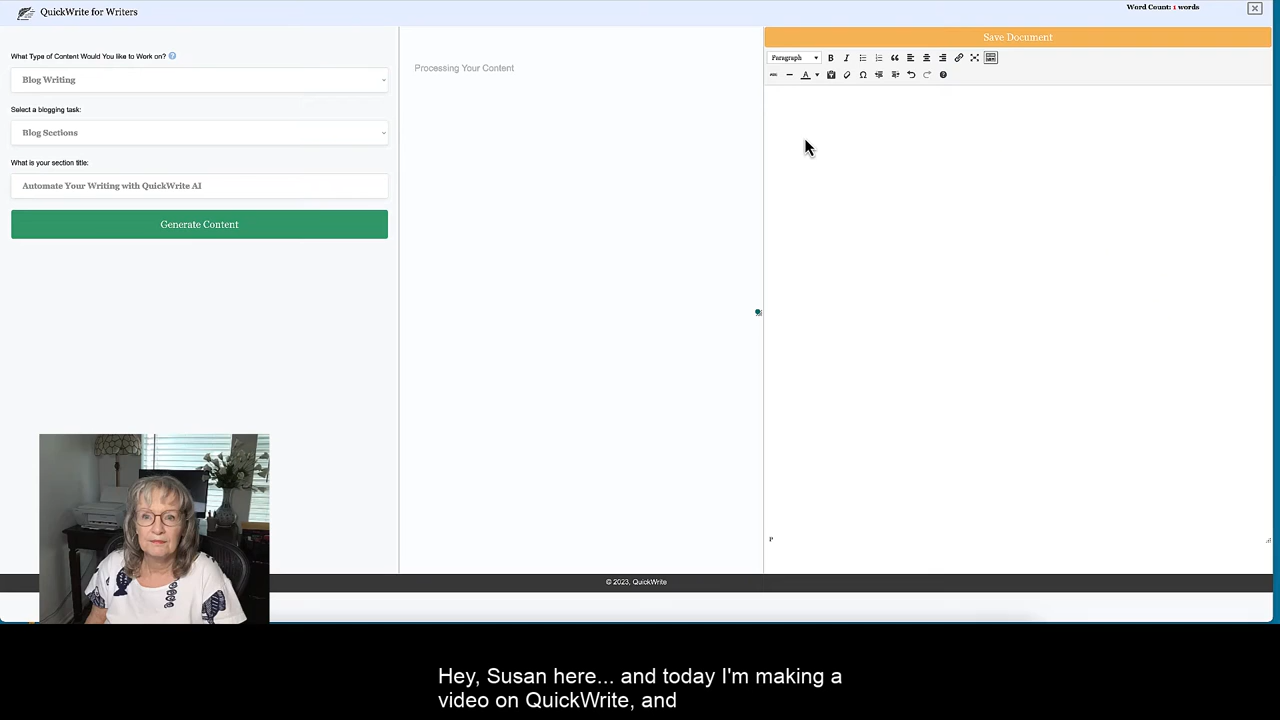 QuickWrite for Writers
Word Count: 1 words
What Type of Content Would You like to Work on? ?
Blog Writing
Select a blogging task:
Blog Sections
What is your section title:
Automate Your Writing with QuickWrite AI
Generate Content
Processing Your Content
Save Document
Paragraph
B I
A
P
© 2023, QuickWrite
Hey, Susan here... and today I'm making a
video on QuickWrite, and